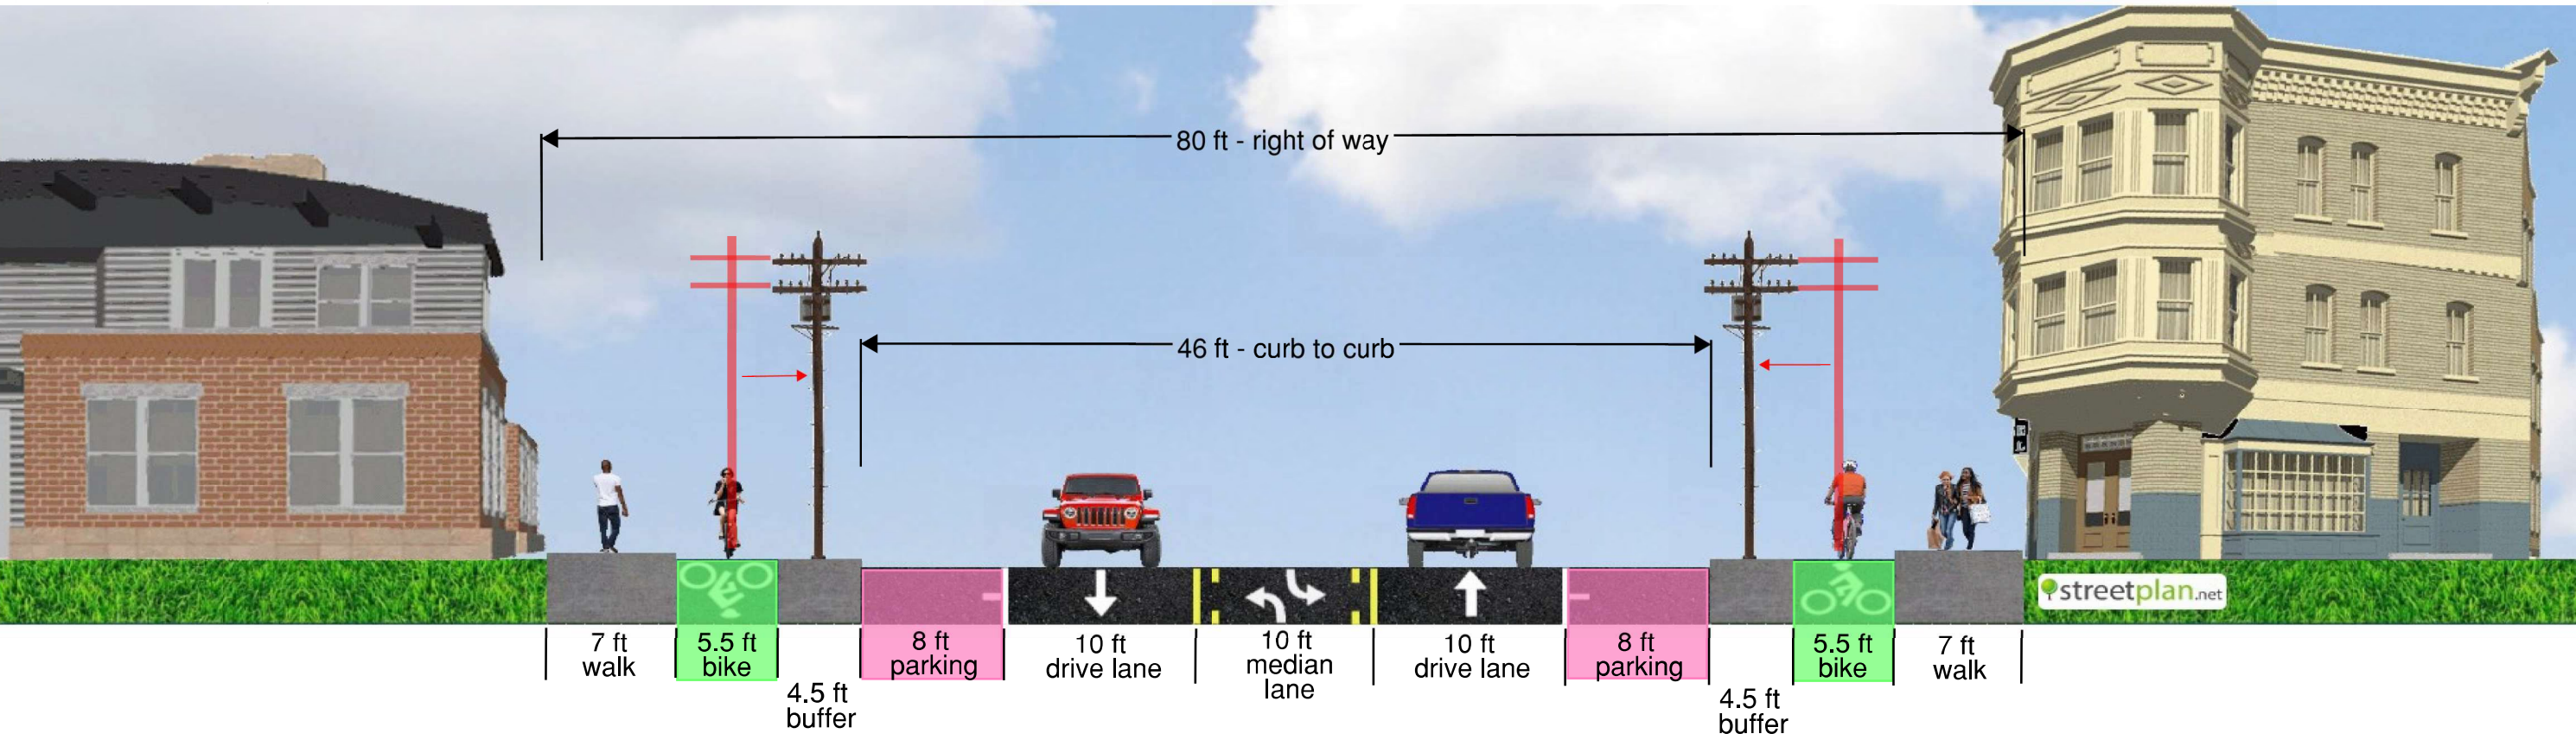 80 ft - right of way
46 ft - curb to curb
streetplan.net
7 ft
walk
5.5 ft
bike
4.5 ft
buffer
8 ft
parking
10 ft
drive lane
10 ft
median
lane
10 ft
drive lane
8 ft
parking
4.5 ft
buffer
5.5 ft
bike
7 ft
walk